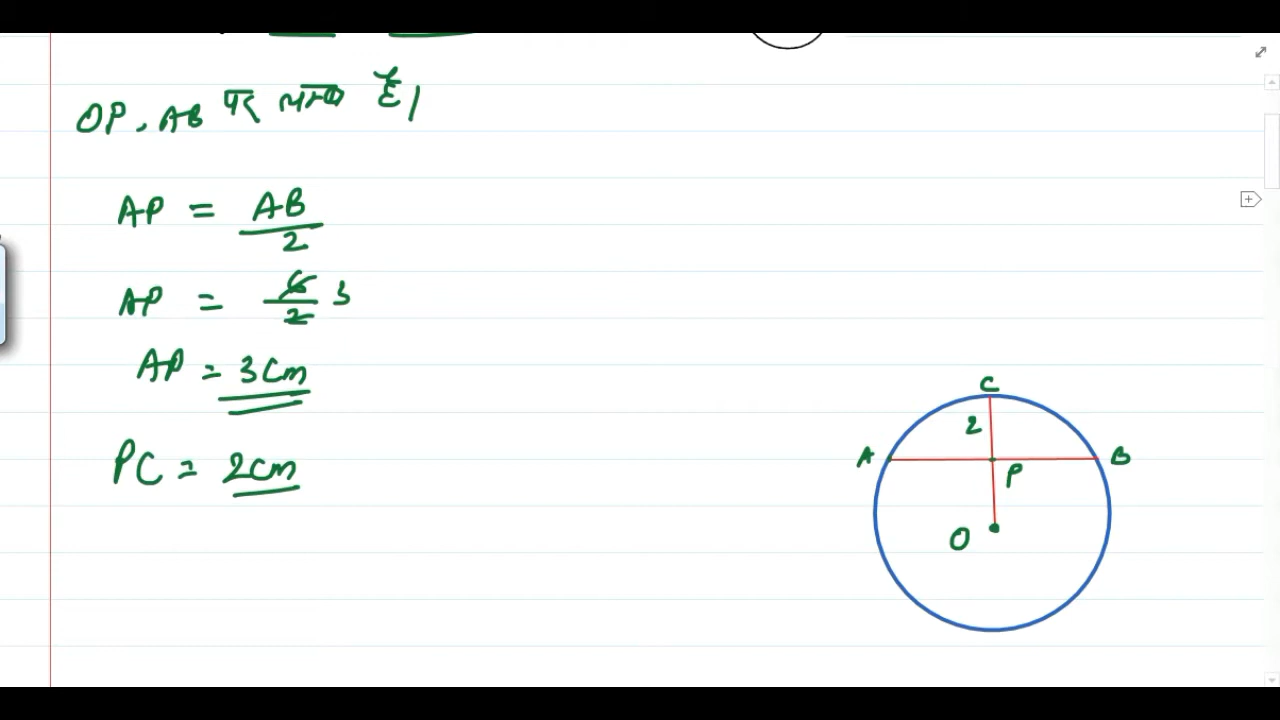 OP, AB पर लम्ब है।
AP = AB/2
AP = 6/2 3
AP = 3cm
PC = 2cm
C
2
A
B
P
O